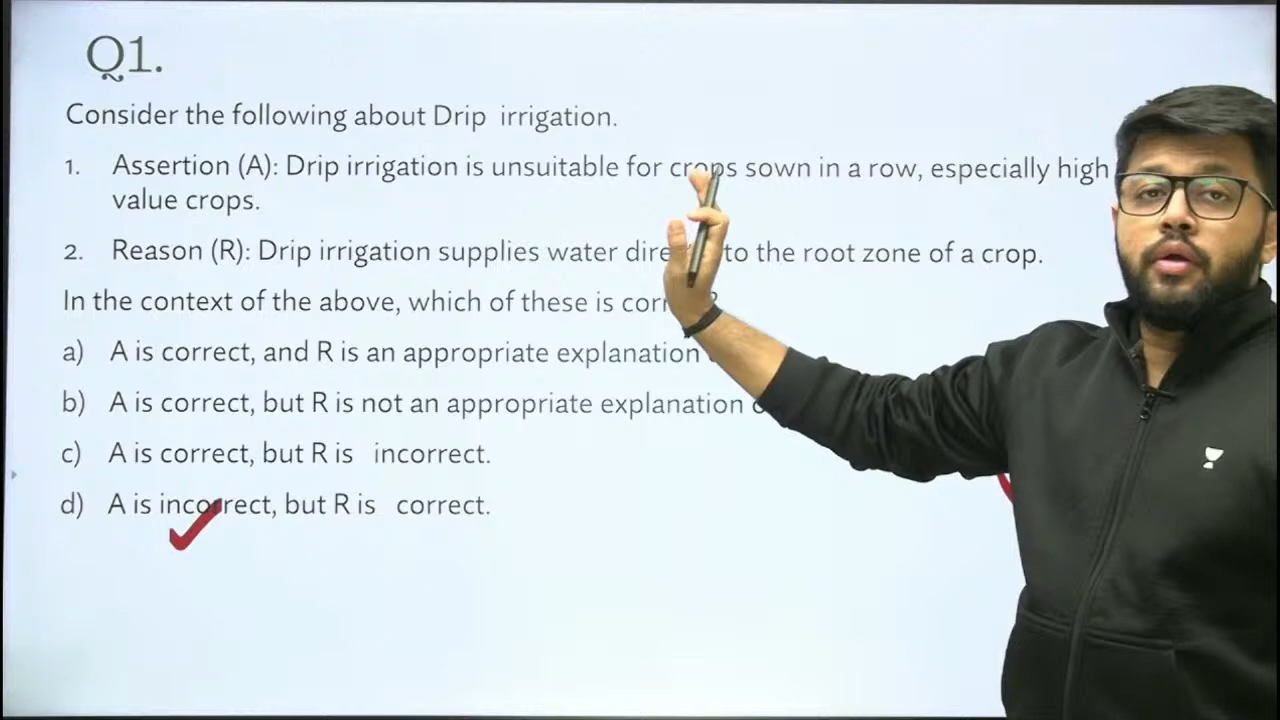 Q1.
Consider the following about Drip irrigation.
1. Assertion (A): Drip irrigation is unsuitable for crops sown in a row, especially high
value crops.
2. Reason (R): Drip irrigation supplies water to the root zone of a crop.
In the context of the above, which of these is
a) A is correct, and R is an appropriate explanation
b) A is correct, but R is not an appropriate explanation
c) A is correct, but R is incorrect.
d) A is incorrect, but R is correct.